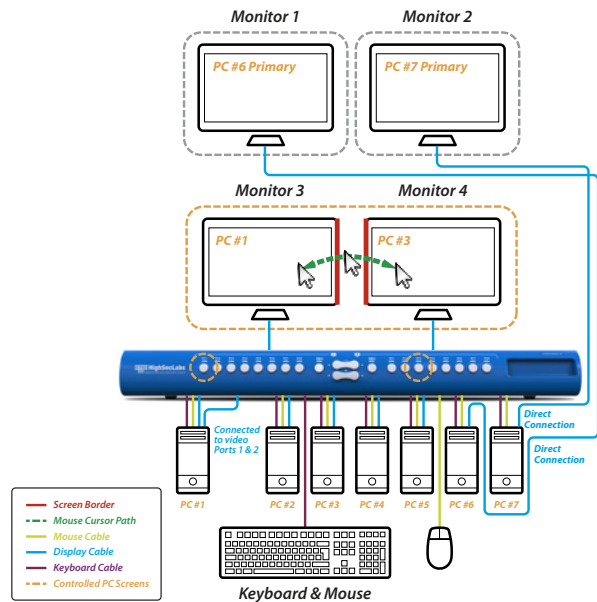 Monitor 1
Monitor 2
PC #6 Primary
PC #7 Primary
Monitor 3
Monitor 4
PC #1
PC #3
HighSecLabs
Connected
to video
Ports 1 & 2
Direct
Connection
Direct
Connection
PC #1
PC #2
PC #3
PC #4
PC #5
PC #6
PC #7
Screen Border
Mouse Cursor Path
Mouse Cable
Display Cable
Keyboard Cable
Controlled PC Screens
Keyboard & Mouse